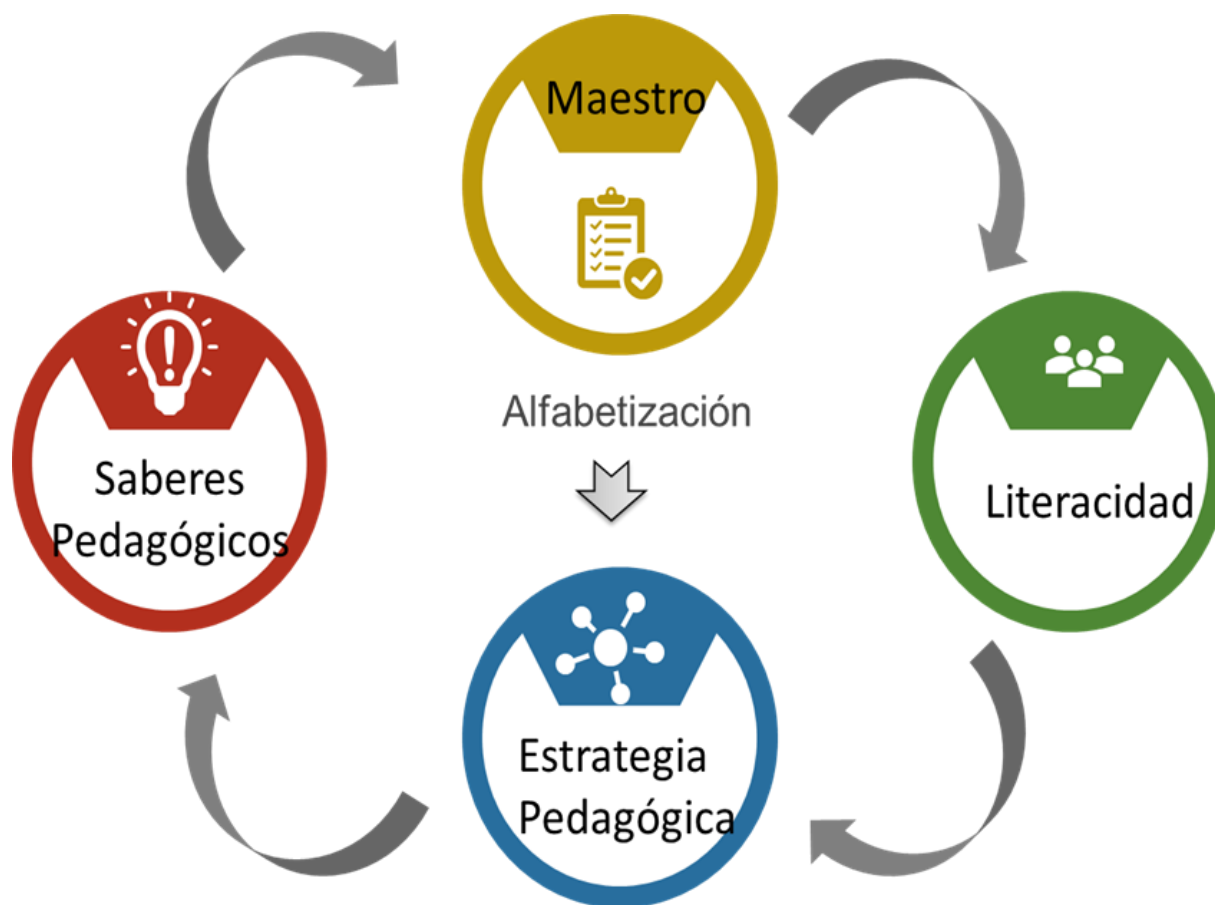 Maestro
Alfabetización
Saberes
Pedagógicos
Literacidad
Estrategia
Pedagógica